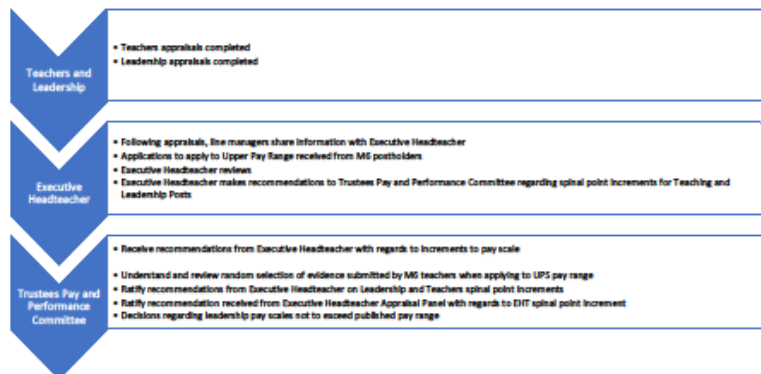 Teachers and
Leadership
• Teachers appraisals completed
• Leadership appraisals completed
Executive
Headteacher
• Following appraisals, line managers share information with Executive Headteacher
• Applications to apply to Upper Pay Range received from M6 postholders
• Executive Headteacher reviews
• Executive Headteacher makes recommendations to Trustees Pay and Performance Committee regarding spinal point increments for Teaching and
Leadership Posts
Trustees Pay and
Performance
Committee
• Receive recommendations from Executive Headteacher with regards to increments to pay scale
• Understand and review random selection of evidence submitted by M6 teachers when applying to UPS pay range
• Ratify recommendations from Executive Headteacher on Leadership and Teachers spinal point increments
• Ratify recommendation received from Executive Headteacher Appraisal Panel with regards to EHT spinal point increment
• Decisions regarding leadership pay scales not to exceed published pay range